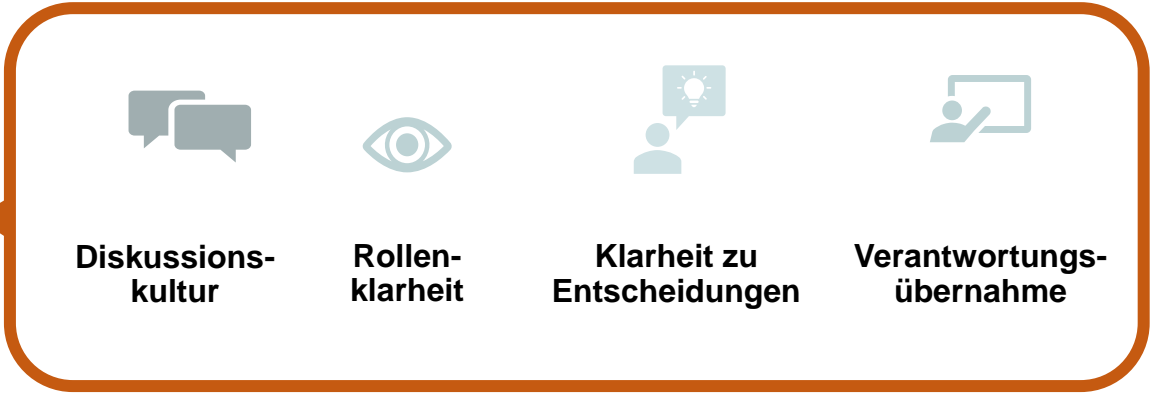 Diskussions-
kultur
Rollen-
klarheit
Klarheit zu
Entscheidungen
Verantwortungs-
übernahme